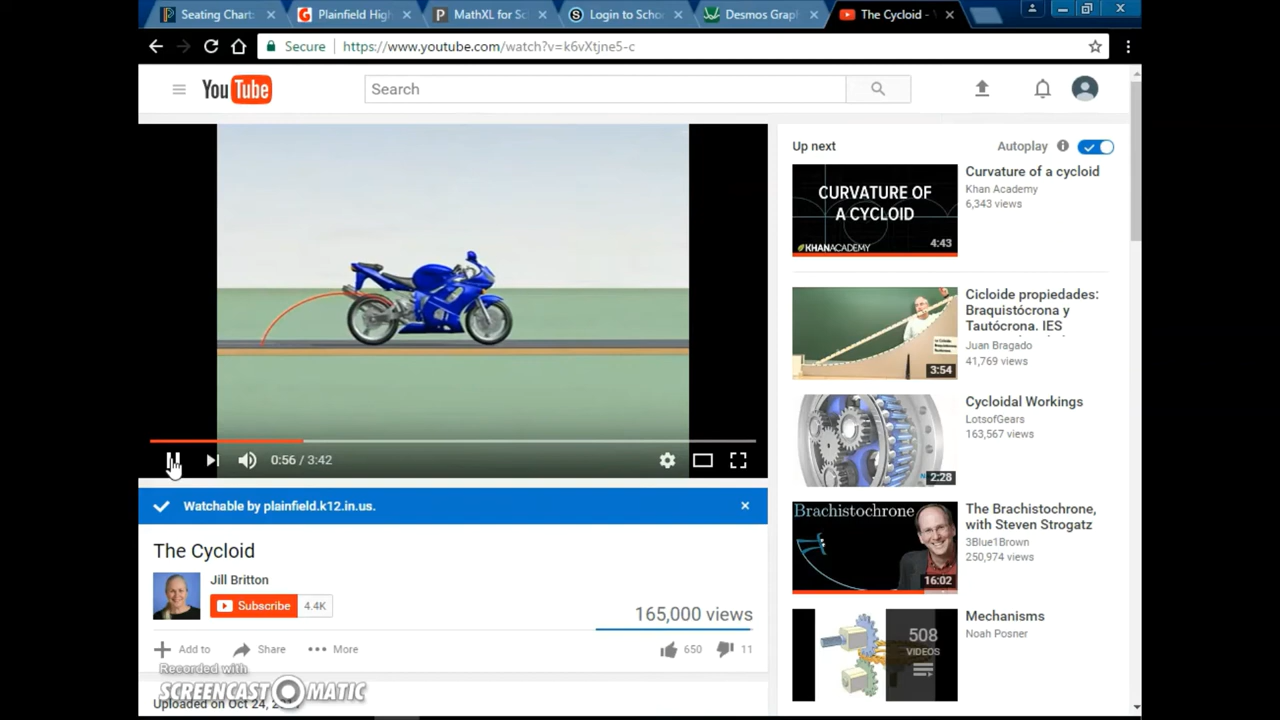 Seating Chart:
Plainfield Hig
MathXL for Sc
Login to Scho
Desmos Grap
The Cycloid -
Secure
https://www.youtube.com/watch?v=k6vXtjne5-c
YouTube
Search
Up next
Autoplay
CURVATURE OF
A CYCLOID
KHANACADEMY
4:43
Curvature of a cycloid
Khan Academy
6,343 views
3:54
Cicloide propiedades:
Braquistócrona y
Tautócrona. IES
Juan Bragado
41,769 views
2:28
Cycloidal Workings
LotsofGears
163,567 views
Brachistochrone
16:02
The Brachistochrone,
with Steven Strogatz
3Blue1Brown
250,974 views
508
VIDEOS
Mechanisms
Noah Posner
0:56 / 3:42
Watchable by plainfield.k12.in.us.
The Cycloid
Jill Britton
Subscribe 4.4K
165,000 views
Add to
Share
More
650
11
Recorded with
SCREENCAST MATIC
Uploaded on Oct 24,